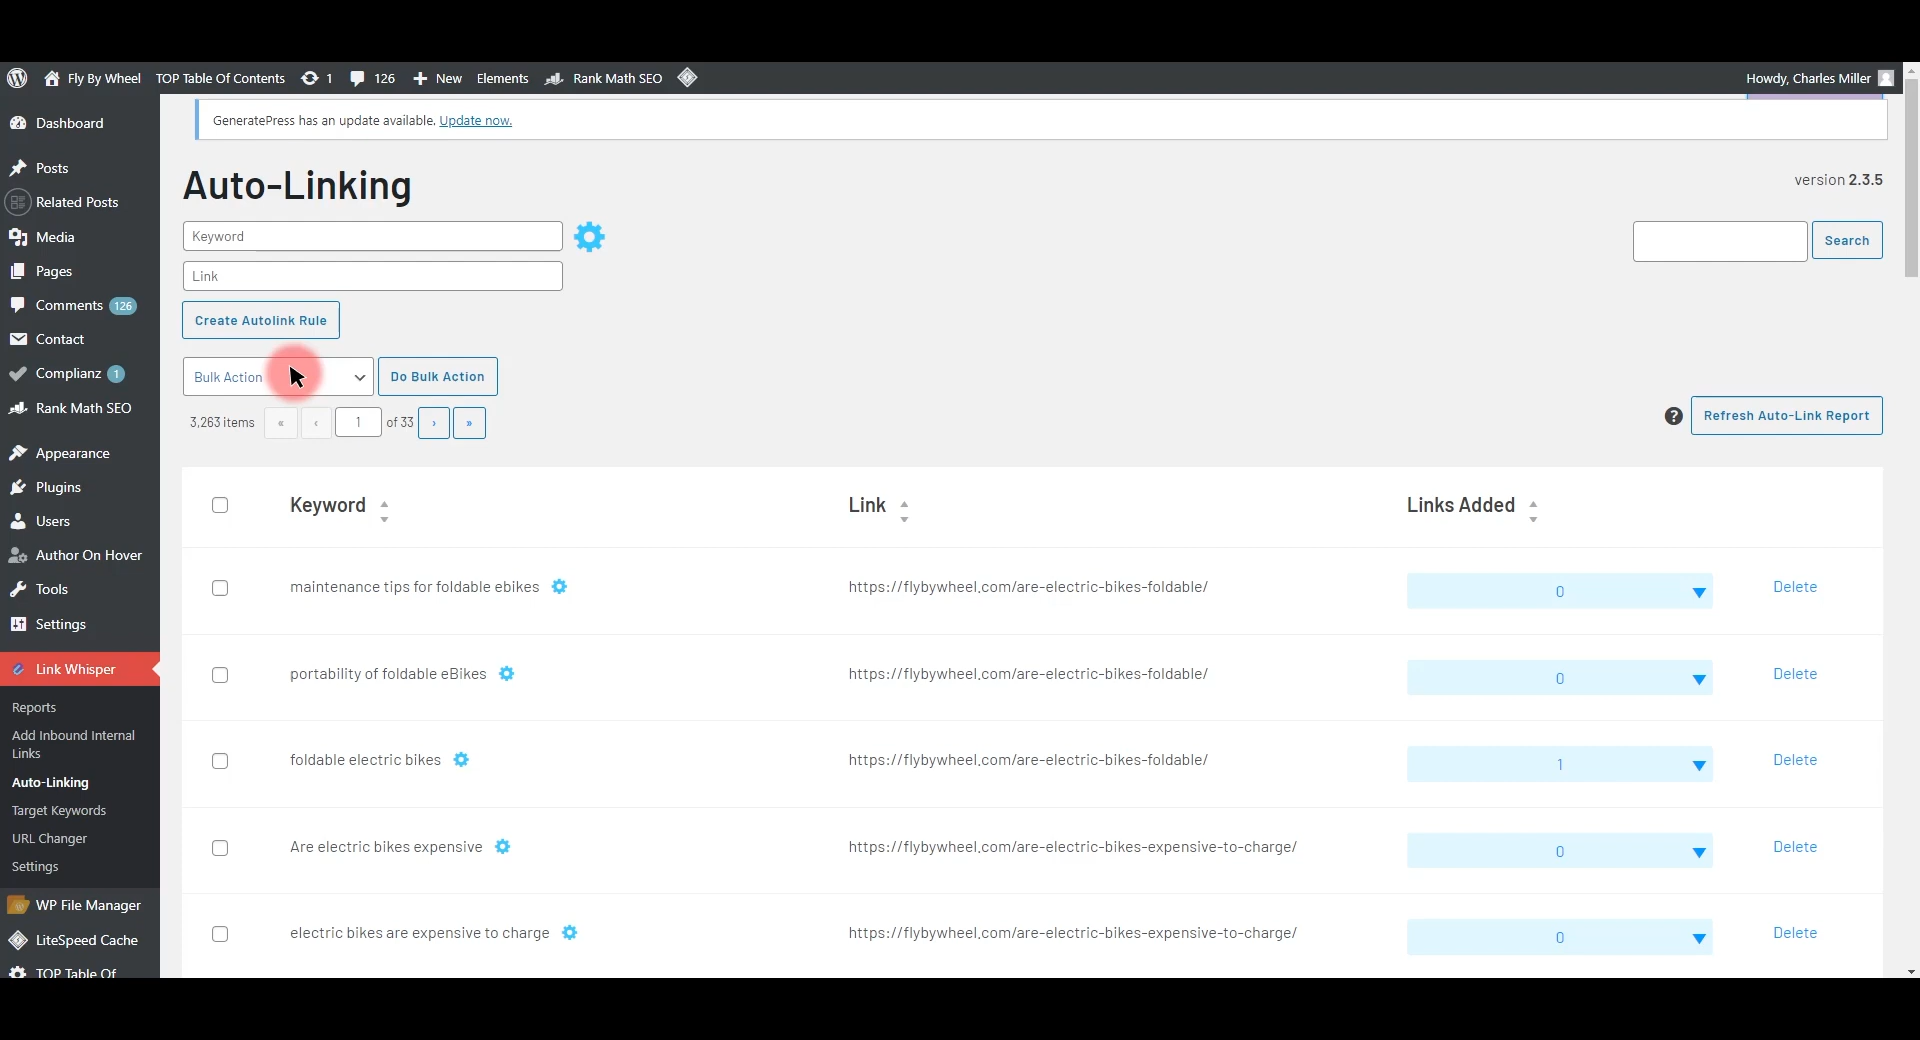 Fly By Wheel TOP Table Of Contents 1 126 New Elements Rank Math SEO Howdy, Charles Miller
Dashboard
Posts
Related Posts
Media
Pages
Comments 126
Contact
Complianz 1
Rank Math SEO
Appearance
Plugins
Users
Author On Hover
Tools
Settings
Link Whisper
Reports
Add Inbound Internal
Links
Auto-Linking
Target Keywords
URL Changer
Settings
WP File Manager
LiteSpeed Cache
TOP Table Of
GeneratePress has an update available. Update now.
Auto-Linking
version 2.3.5
Keyword
Search
Link
Create Autolink Rule
Bulk Action Do Bulk Action
3,263 items « ‹ 1 of 33 › »
? Refresh Auto-Link Report
Keyword Link Links Added
maintenance tips for foldable ebikes https://flybywheel.com/are-electric-bikes-foldable/ 0 Delete
portability of foldable eBikes https://flybywheel.com/are-electric-bikes-foldable/ 0 Delete
foldable electric bikes https://flybywheel.com/are-electric-bikes-foldable/ 1 Delete
Are electric bikes expensive https://flybywheel.com/are-electric-bikes-expensive-to-charge/ 0 Delete
electric bikes are expensive to charge https://flybywheel.com/are-electric-bikes-expensive-to-charge/ 0 Delete